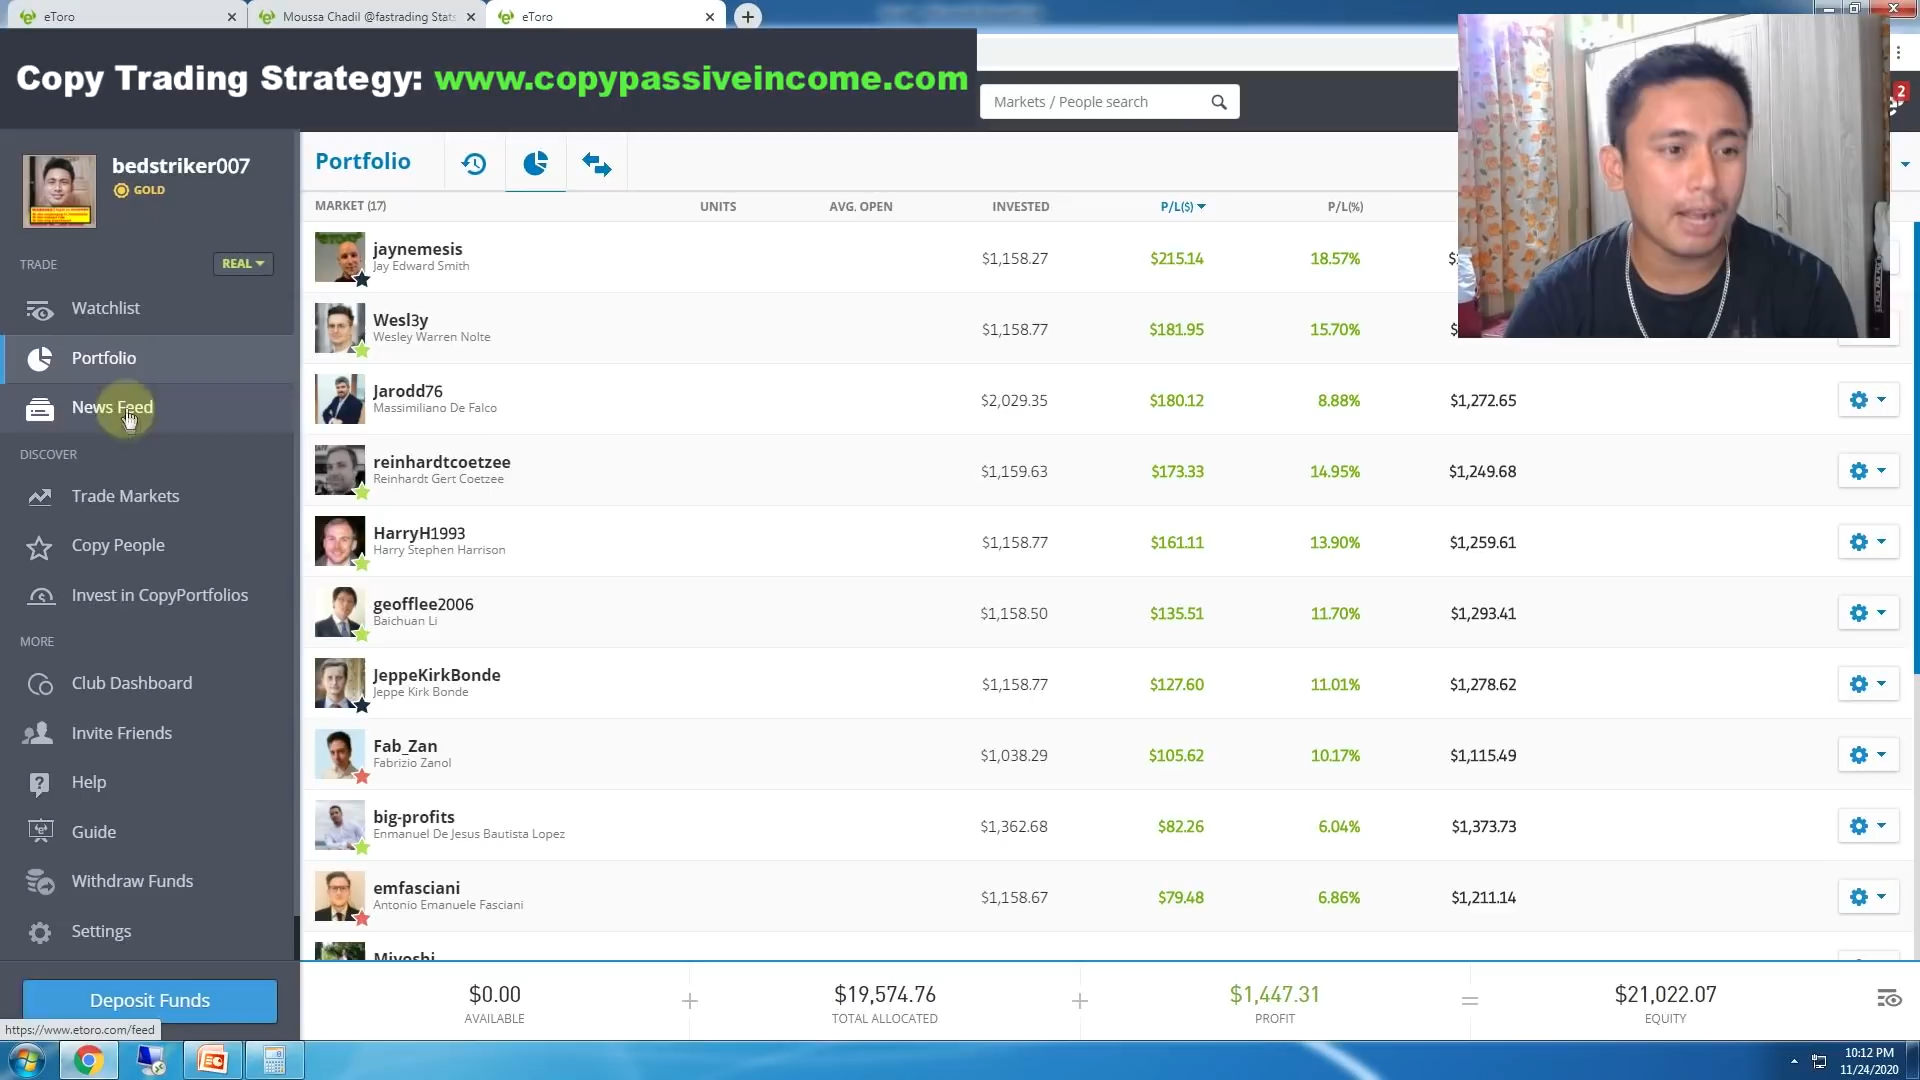 eToro
Moussa Chadil @fastrading Stats
eToro
Copy Trading Strategy: www.copypassiveincome.com
Markets / People search
2
bedstriker007
GOLD
TRADE
REAL
Watchlist
Portfolio
News Feed
DISCOVER
Trade Markets
Copy People
Invest in CopyPortfolios
MORE
Club Dashboard
Invite Friends
Help
Guide
Withdraw Funds
Settings
Deposit Funds
https://www.etoro.com/feed
Portfolio
MARKET (17) UNITS AVG. OPEN INVESTED P/L($) P/L(%)
jaynemesis
Jay Edward Smith
$1,158.27 $215.14 18.57%
Wesl3y
Wesley Warren Nolte
$1,158.77 $181.95 15.70%
Jarodd76
Massimiliano De Falco
$2,029.35 $180.12 8.88% $1,272.65
reinhardtcoetzee
Reinhardt Gert Coetzee
$1,159.63 $173.33 14.95% $1,249.68
HarryH1993
Harry Stephen Harrison
$1,158.77 $161.11 13.90% $1,259.61
geofflee2006
Baichuan Li
$1,158.50 $135.51 11.70% $1,293.41
JeppeKirkBonde
Jeppe Kirk Bonde
$1,158.77 $127.60 11.01% $1,278.62
Fab_Zan
Fabrizio Zanol
$1,038.29 $105.62 10.17% $1,115.49
big-profits
Enmanuel De Jesus Bautista Lopez
$1,362.68 $82.26 6.04% $1,373.73
emfasciani
Antonio Emanuele Fasciani
$1,158.67 $79.48 6.86% $1,211.14
Miyoshi
$0.00 + $19,574.76 + $1,447.31 = $21,022.07
AVAILABLE TOTAL ALLOCATED PROFIT EQUITY
10:12 PM
11/24/2020